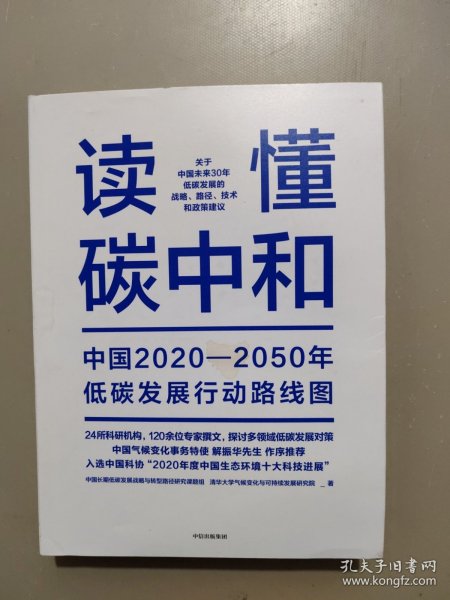 读懂
关于
中国未来30年
低碳发展的
战略、路径、技术
和政策建议
碳中和
中国2020—2050年
低碳发展行动路线图
24所科研机构，120余位专家撰文，探讨多领域低碳发展对策
中国气候变化事务特使 解振华先生 作序推荐
入选中国科协“2020年度中国生态环境十大科技进展”
中国长期低碳发展战略与转型路径研究课题组 清华大学气候变化与可持续发展研究院 _ 著
中信出版集团
孔夫子旧书网
www.kongfz.com